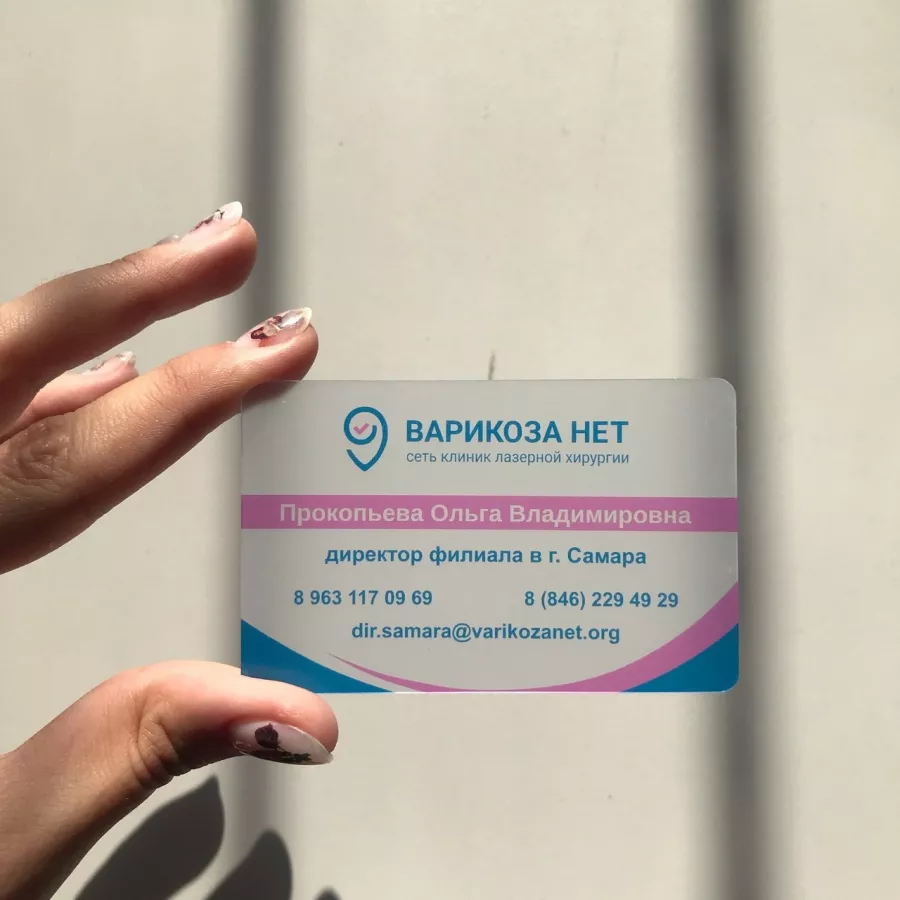 ВАРИКОЗА НЕТ
сеть клиник лазерной хирургии
Прокопьева Ольга Владимировна
директор филиала в г. Самара
8 963 117 09 69 8 (846) 229 49 29
dir.samara@varikozanet.org